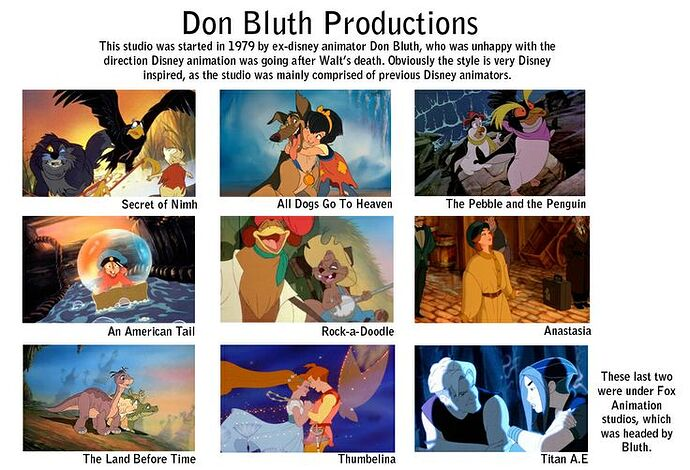 Don Bluth Productions
This studio was started in 1979 by ex-disney animator Don Bluth, who was unhappy with the
direction Disney animation was going after Walt's death. Obviously the style is very Disney
inspired, as the studio was mainly comprised of previous Disney animators.
Secret of Nimh
All Dogs Go To Heaven
The Pebble and the Penguin
An American Tail
Rock-a-Doodle
Anastasia
The Land Before Time
Thumbelina
Titan A.E
These last two
were under Fox
Animation
studios, which
was headed by
Bluth.